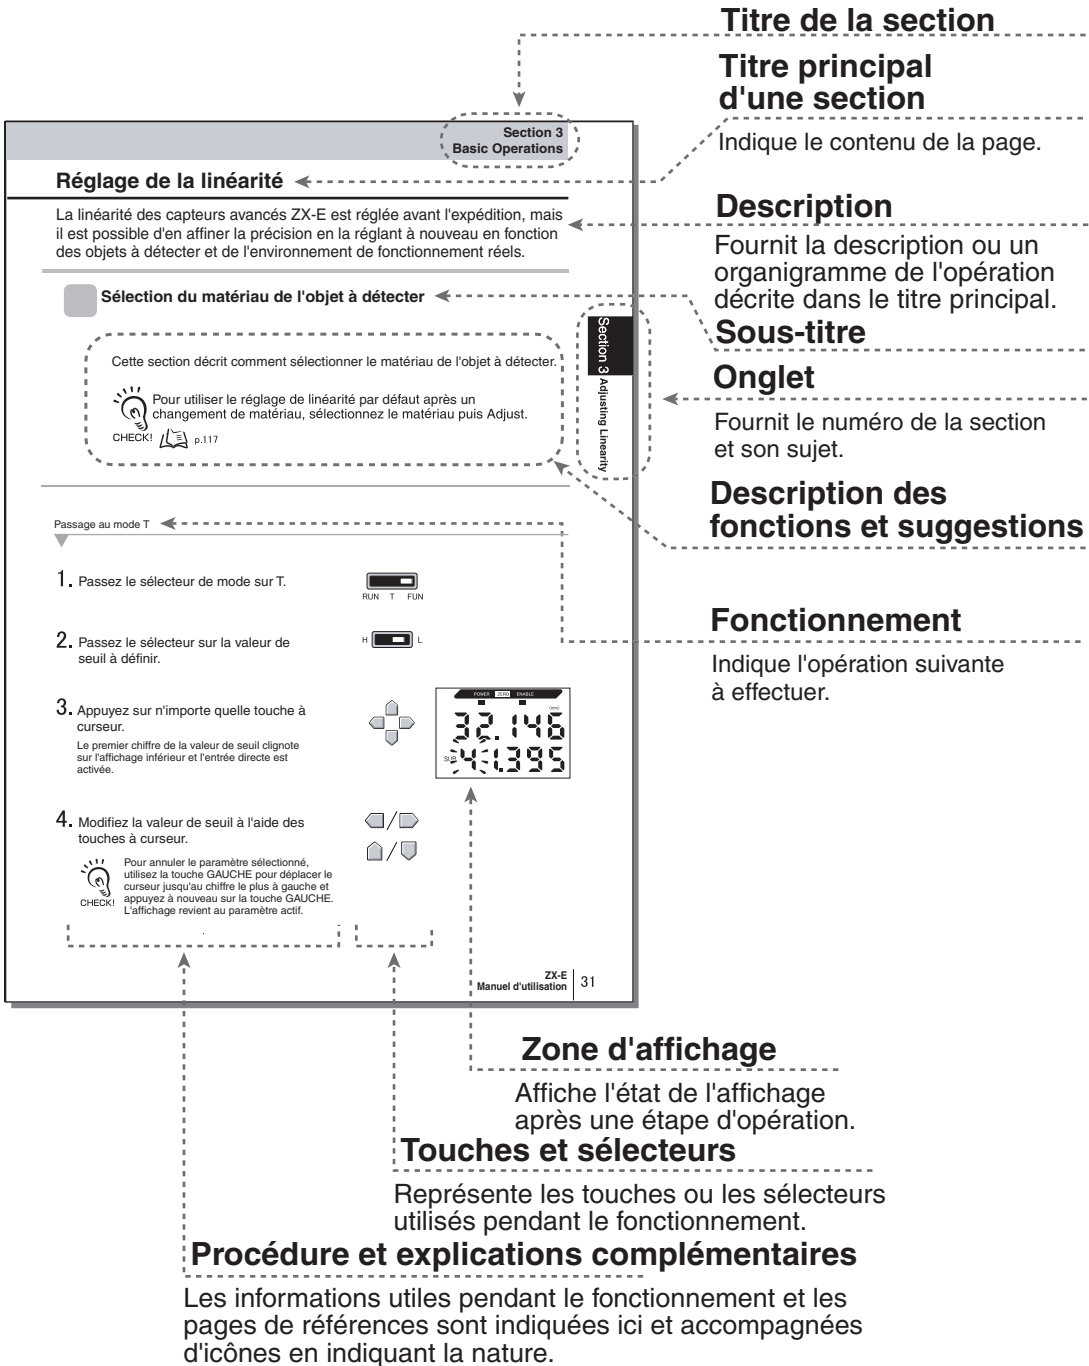 Titre de la section
Titre principal
d'une section
Indique le contenu de la page.
Section 3
Basic Operations
Réglage de la linéarité
La linéarité des capteurs avancés ZX-E est réglée avant l'expédition, mais
il est possible d'en affiner la précision en la réglant à nouveau en fonction
des objets à détecter et de l'environnement de fonctionnement réels.
Description
Fournit la description ou un
organigramme de l'opération
décrite dans le titre principal.
Sélection du matériau de l'objet à détecter
Sous-titre
Cette section décrit comment sélectionner le matériau de l'objet à détecter.
Pour utiliser le réglage de linéarité par défaut après un
changement de matériau, sélectionnez le matériau puis Adjust.
CHECK!
p.117
Section 3 Adjusting Linearity
Onglet
Fournit le numéro de la section
et son sujet.
Description des
fonctions et suggestions
Passage au mode T
Fonctionnement
Indique l'opération suivante
à effectuer.
1. Passez le sélecteur de mode sur T.
RUN T FUN
2. Passez le sélecteur sur la valeur de
seuil à définir.
H L
3. Appuyez sur n'importe quelle touche à
curseur.
Le premier chiffre de la valeur de seuil clignote
sur l'affichage inférieur et l'entrée directe est
activée.
POWER ZERO ENABLE
(mm)
32.146
SUB 41.395
4. Modifiez la valeur de seuil à l'aide des
touches à curseur.
/
/
CHECK!
Pour annuler le paramètre sélectionné,
utilisez la touche GAUCHE pour déplacer le
curseur jusqu'au chiffre le plus à gauche et
appuyez à nouveau sur la touche GAUCHE.
L'affichage revient au paramètre actif.
ZX-E
Manuel d'utilisation
31
Zone d'affichage
Affiche l'état de l'affichage
après une étape d'opération.
Touches et sélecteurs
Représente les touches ou les sélecteurs
utilisés pendant le fonctionnement.
Procédure et explications complémentaires
Les informations utiles pendant le fonctionnement et les
pages de références sont indiquées ici et accompagnées
d'icônes en indiquant la nature.